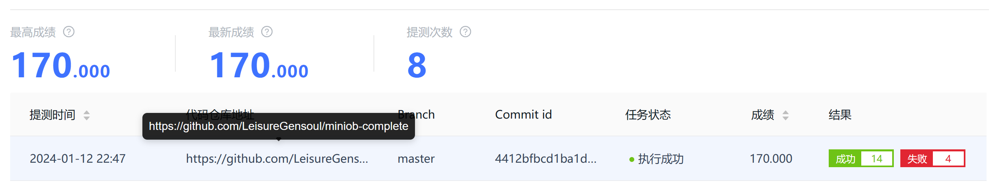 最高成绩 ?
最新成绩 ?
提测次数 ?
170.000
170.000
8
提测时间
代码仓库地址
Branch
Commit id
任务状态
成绩
结果
https://github.com/LeisureGensoul/miniob-complete
2024-01-12 22:47
https://github.com/LeisureGens...
master
4412bfbcd1ba1d...
执行成功
170.000
成功 14
失败 4